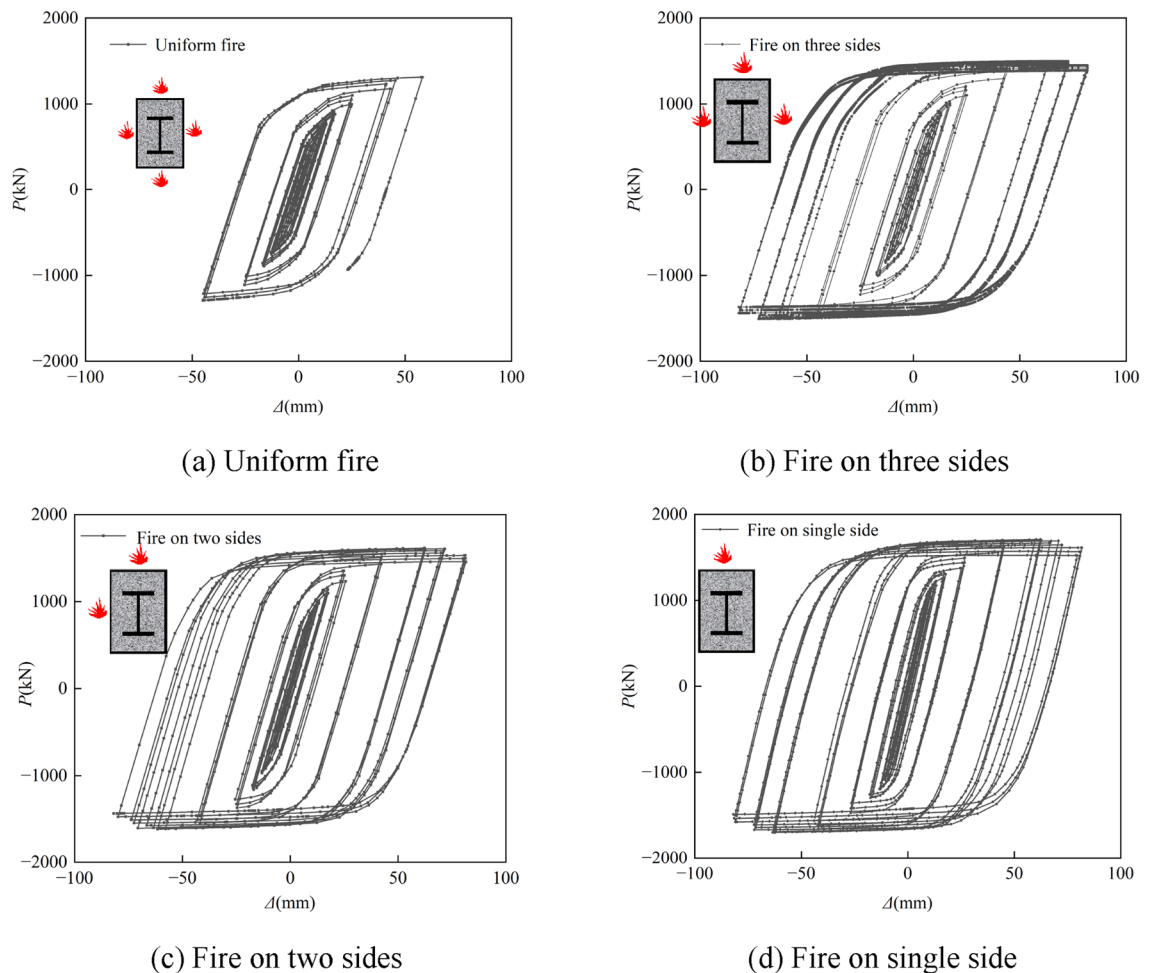 2000
Uniform fire
1000
0
−1000
−2000
P(kN)
−100
−50
0
50
100
Δ(mm)
(a) Uniform fire
2000
Fire on three sides
1000
0
−1000
−2000
P(kN)
−100
−50
0
50
100
Δ(mm)
(b) Fire on three sides
2000
Fire on two sides
1000
0
−1000
−2000
P(kN)
−100
−50
0
50
100
Δ(mm)
(c) Fire on two sides
2000
Fire on single side
1000
0
−1000
−2000
P(kN)
−100
−50
0
50
100
Δ(mm)
(d) Fire on single side